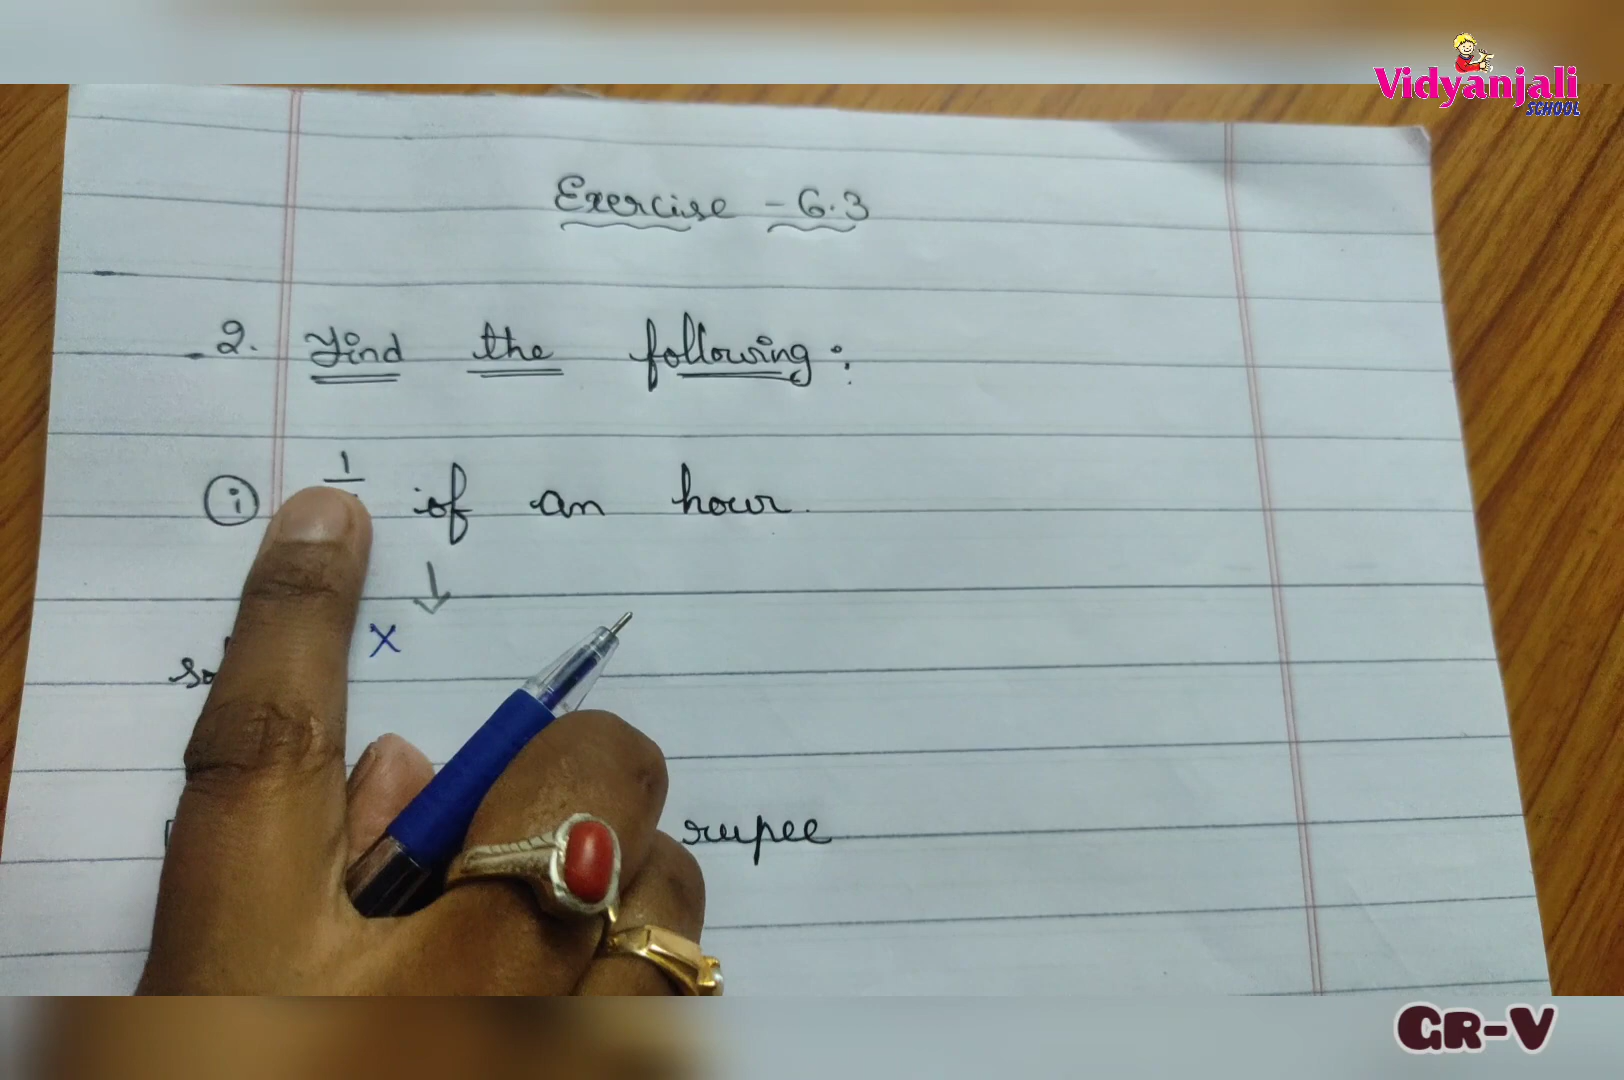 Vidyanjali
SCHOOL
Exercise - 6.3
2. Find the following :
(i) 1 of an hour.
↓
X
rupee
GR-V